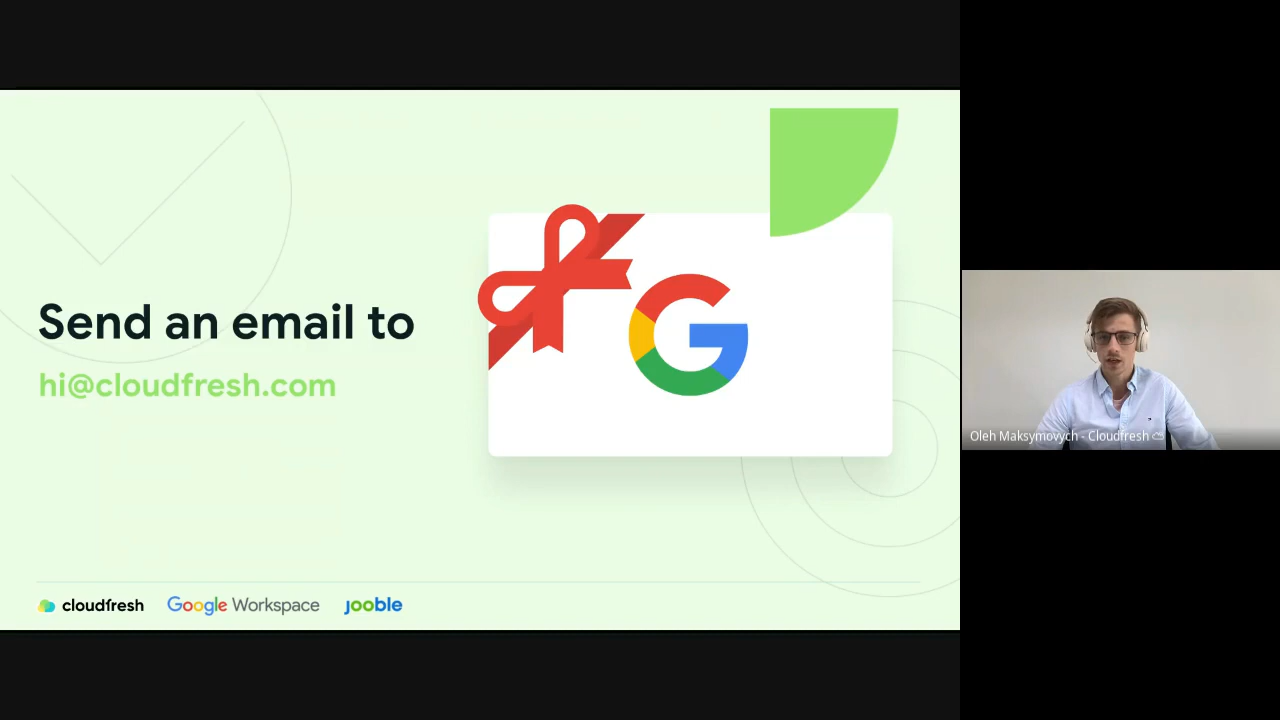 Send an email to
hi@cloudfresh.com
cloudfresh Google Workspace jooble
Oleh Maksymovych - Cloudfresh